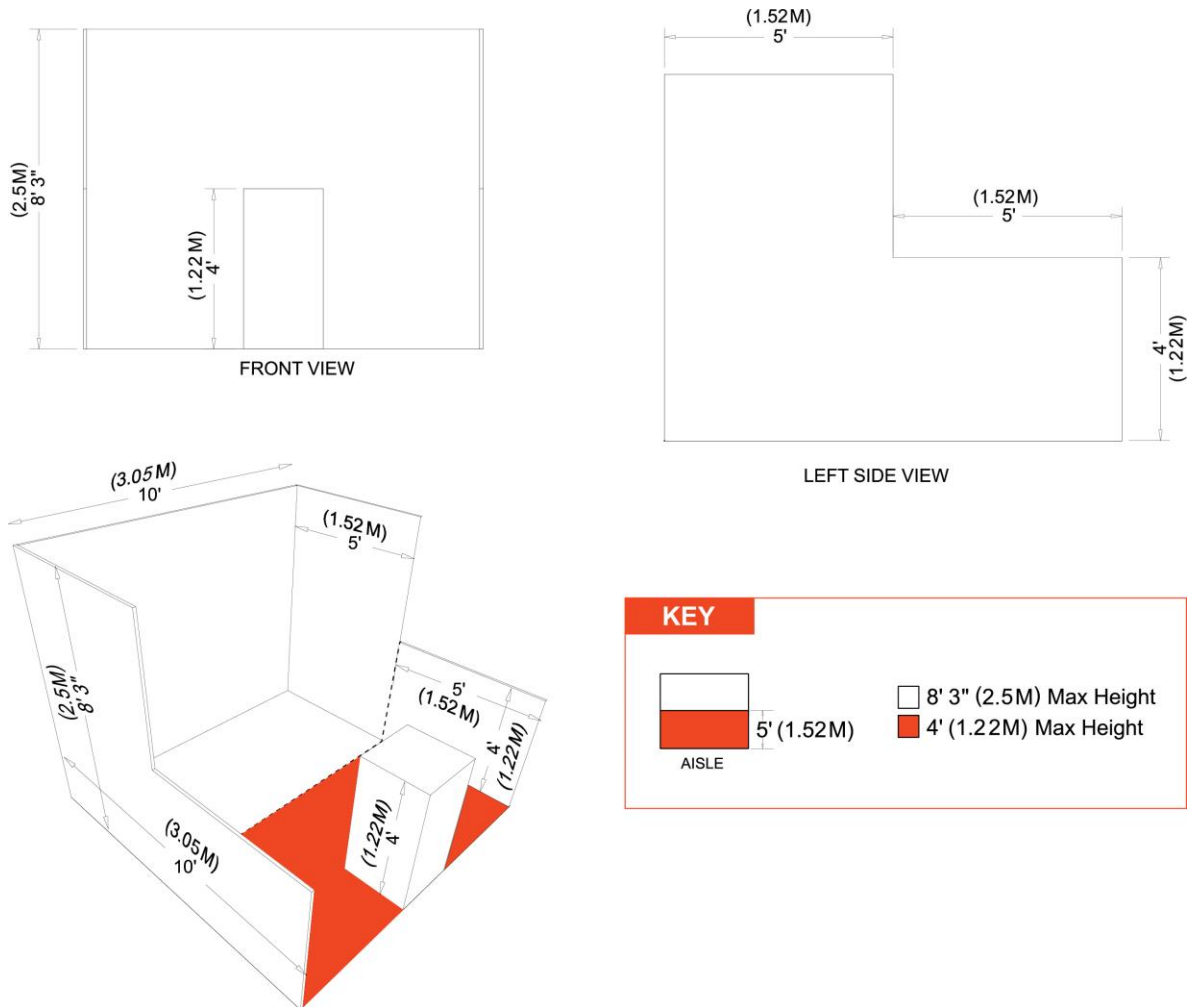 (2.5M)
8' 3"
(1.22M)
4'
FRONT VIEW
(1.52M)
5'
(1.52M)
5'
4'
(1.22M)
LEFT SIDE VIEW
(3.05M)
10'
(1.52M)
5'
(2.5M)
8' 3"
5'
(1.52M)
4'
(1.22M)
(1.22M)
4'
(3.05M)
10'
KEY
5' (1.52M)
AISLE
8' 3" (2.5M) Max Height
4' (1.22M) Max Height